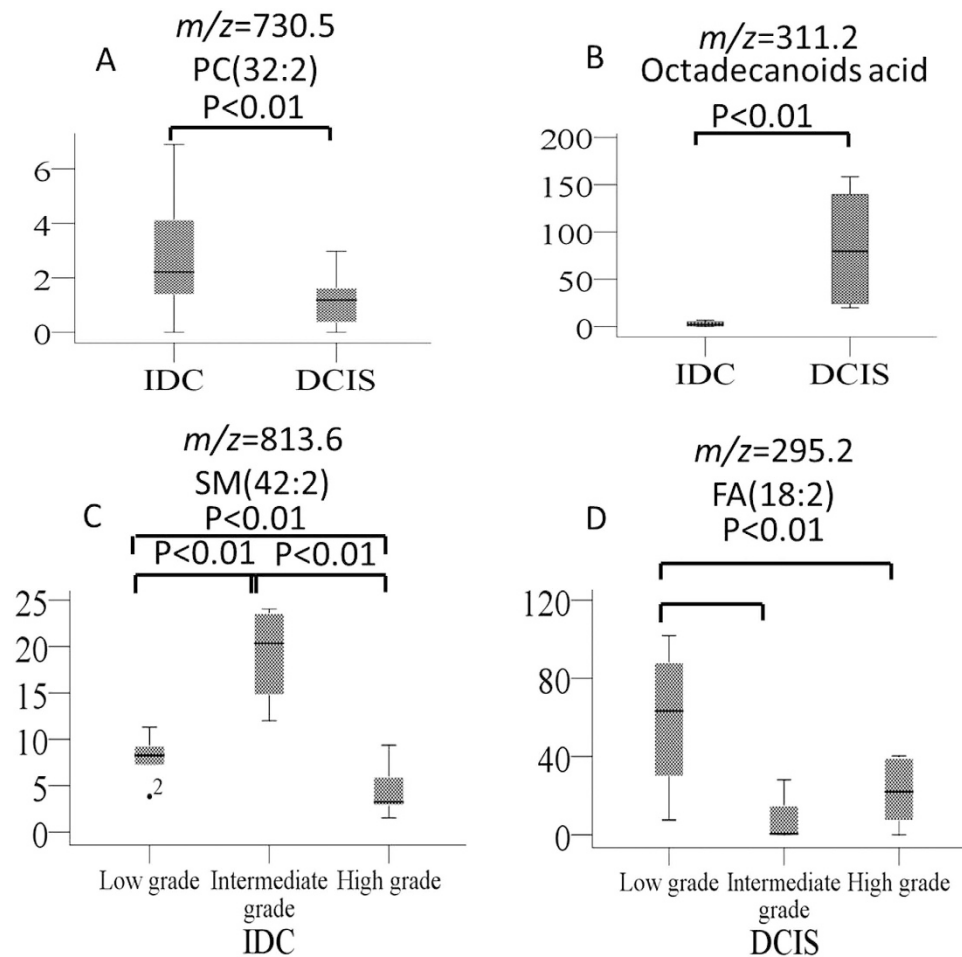 A
m/z=730.5
PC(32:2)
P<0.01
6
4
2
0
IDC DCIS
B
m/z=311.2
Octadecanoids acid
P<0.01
200
150
100
50
0
IDC DCIS
C
m/z=813.6
SM(42:2)
P<0.01
P<0.01 P<0.01
25
20
15
10
5
0
2
Low grade Intermediate grade High grade
IDC
D
m/z=295.2
FA(18:2)
P<0.01
120
80
40
0
Low grade Intermediate grade High grade
DCIS